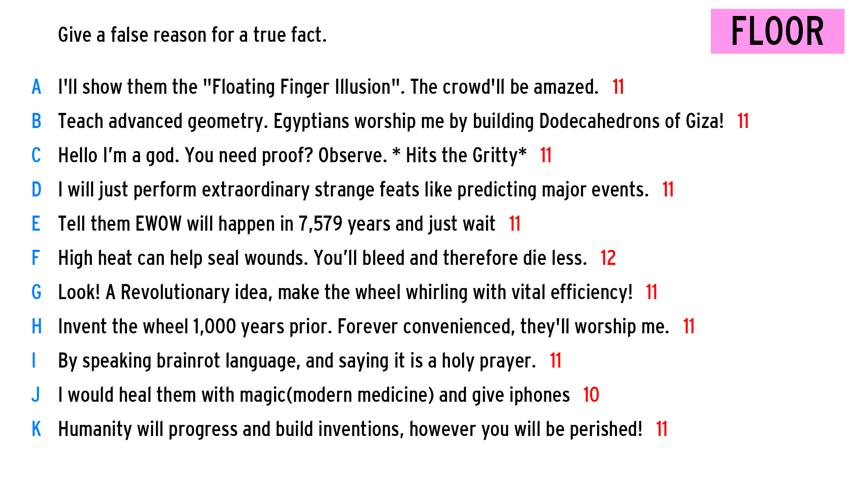 Give a false reason for a true fact.
FLOOR
A I'll show them the "Floating Finger Illusion". The crowd'll be amazed. 11
B Teach advanced geometry. Egyptians worship me by building Dodecahedrons of Giza! 11
C Hello I'm a god. You need proof? Observe. * Hits the Gritty* 11
D I will just perform extraordinary strange feats like predicting major events. 11
E Tell them EWOW will happen in 7,579 years and just wait 11
F High heat can help seal wounds. You'll bleed and therefore die less. 12
G Look! A Revolutionary idea, make the wheel whirling with vital efficiency! 11
H Invent the wheel 1,000 years prior. Forever convenienced, they'll worship me. 11
I By speaking brainrot language, and saying it is a holy prayer. 11
J I would heal them with magic(modern medicine) and give iphones 10
K Humanity will progress and build inventions, however you will be perished! 11